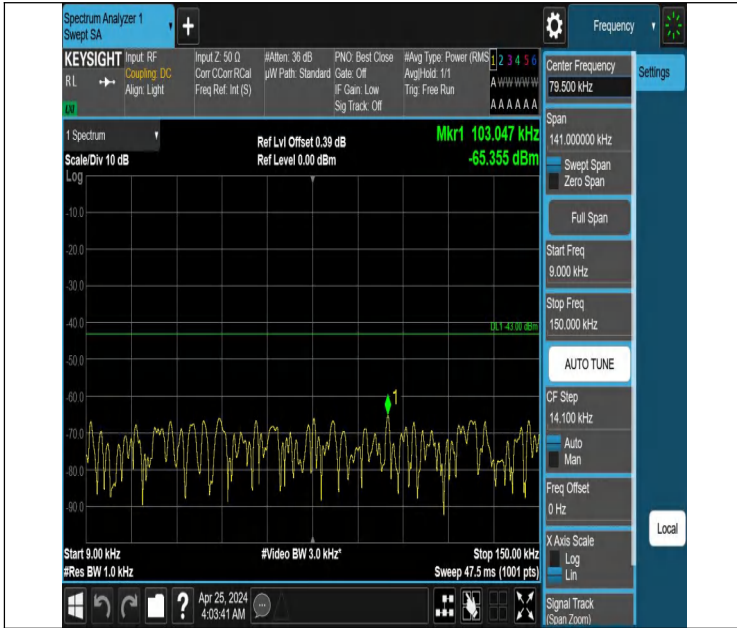 Spectrum Analyzer 1
Swept SA
+
Frequency
KEYSIGHT
RL
Input: RF
Coupling: DC
Align: Light
Input Z: 50 Ω
Corr CCorr RCal
Freq Ref: Int (S)
#Atten: 36 dB
µW Path: Standard
PNO: Best Close
Gate: Off
IF Gain: Low
Sig Track: Off
#Avg Type: Power (RMS
Avg|Hold: 1/1
Trig: Free Run
1 2 3 4 5 6
A W W W W W
A A A A A A
1 Spectrum
Scale/Div 10 dB
Log
Ref Lvl Offset 0.39 dB
Ref Level 0.00 dBm
Mkr1 103.047 kHz
-65.355 dBm
-10.0
-20.0
-30.0
-40.0
DL1 -43.00 dBm
-50.0
-60.0
1
-70.0
-80.0
-90.0
Start 9.00 kHz
#Video BW 3.0 kHz*
Stop 150.00 kHz
#Res BW 1.0 kHz
Sweep 47.5 ms (1001 pts)
?
Apr 25, 2024
4:03:41 AM
Center Frequency
79.500 kHz
Settings
Span
141.000000 kHz
Swept Span
Zero Span
Full Span
Start Freq
9.000 kHz
Stop Freq
150.000 kHz
AUTO TUNE
CF Step
14.100 kHz
Auto
Man
Freq Offset
0 Hz
X Axis Scale
Log
Lin
Local
Signal Track
(Span Zoom)